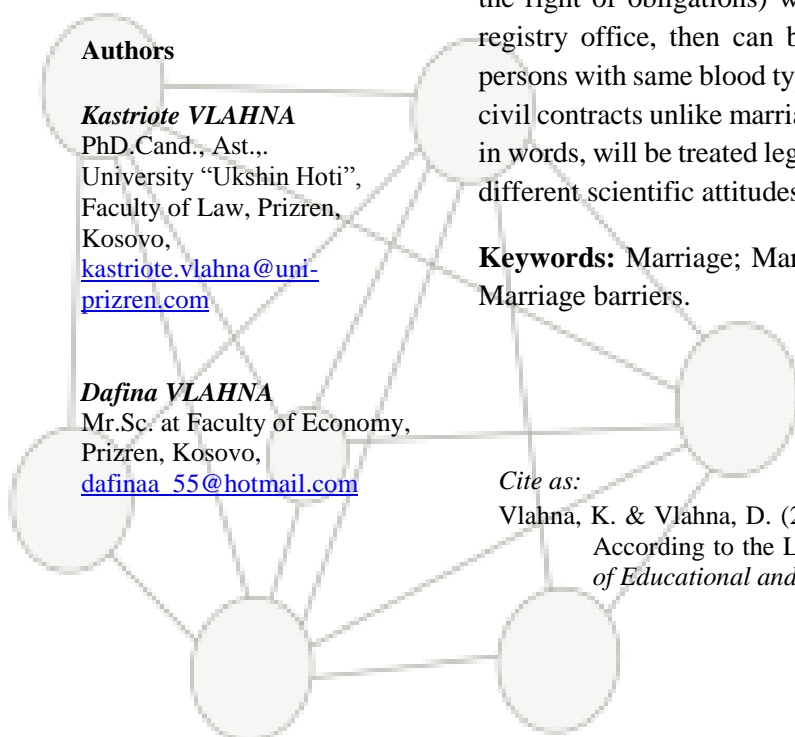 Authors
Kastriote VLAHNA
PhD.Cand., Ast.,.
University “Ukshin Hoti”,
Faculty of Law, Prizren,
Kosovo,
kastriote.vlahna@uni-
prizren.com
Dafina VLAHNA
Mr.Sc. at Faculty of Economy,
Prizren, Kosovo,
dafinaa_55@hotmail.com
the right of obligations) w
registry office, then can b
persons with same blood ty
civil contracts unlike marria
in words, will be treated leg
different scientific attitudes
Keywords: Marriage; Mar
Marriage barriers.
Cite as:
Vlahna, K. & Vlahna, D. (2
According to the L
of Educational and